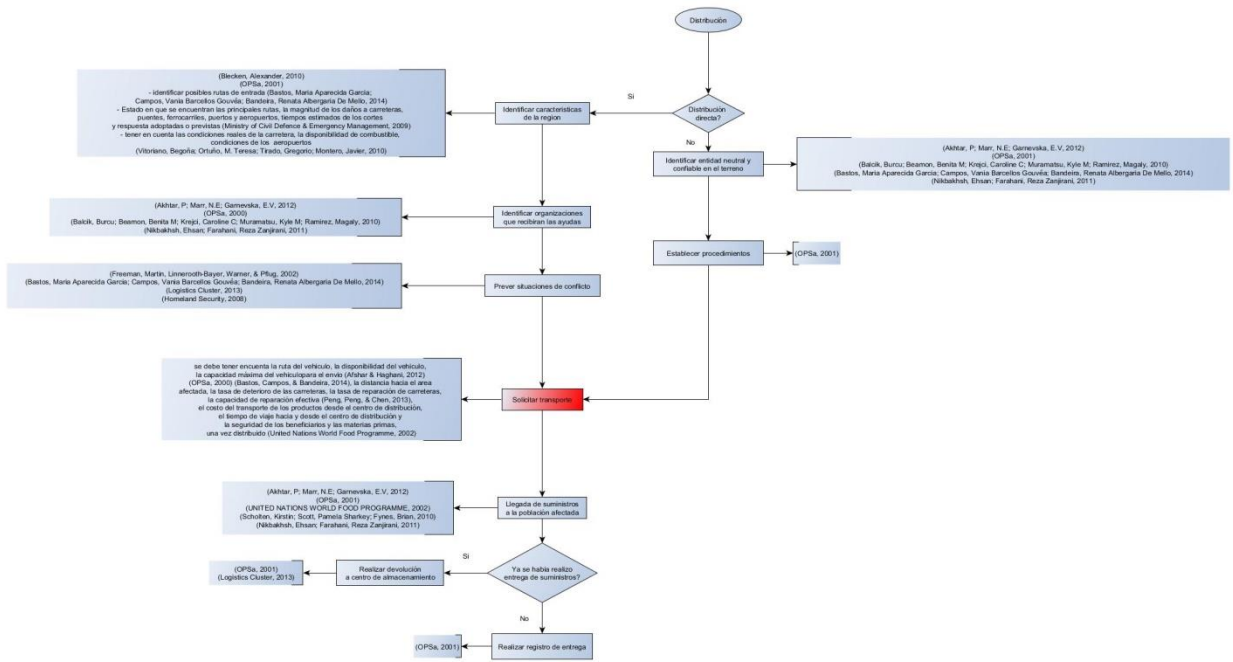 Distribución
(Blecken, Alexander, 2010)
(OPSa, 2001)
- identificar posibles rutas de entrada (Bastos, Maria Aparecida Garcia;
Campos, Vania Barcellos Gouvêa; Bandeira, Renata Albergaria De Mello, 2014)
- Estado en que se encuentran las principales rutas, la magnitud de los daños a carreteras,
puentes, ferrocarriles, puertos y aeropuertos, tiempos estimados de los cortes
y respuesta adoptadas o previstas (Ministry of Civil Defence & Emergency Management, 2009)
- tener en cuenta las condiciones reales de la carretera, la disponibilidad de combustible,
condiciones de los aeropuertos
(Vitoriano, Begoña; Ortuño, M. Teresa; Tirado, Gregorio; Montero, Javier, 2010)
Identificar caracteristicas
de la region
Si
Distribución
directa?
No
Identificar entidad neutral y
confiable en el terreno
(Akhtar, P; Marr, N.E; Garnevska, E.V, 2012)
(OPSa, 2001)
(Balcik, Burcu; Beamon, Benita M; Krejci, Caroline C; Muramatsu, Kyle M; Ramirez, Magaly, 2010)
(Bastos, Maria Aparecida Garcia; Campos, Vania Barcellos Gouvêa; Bandeira, Renata Albergaria De Mello, 2014)
(Nikbakhsh, Ehsan; Farahani, Reza Zanjirani, 2011)
(Akhtar, P; Marr, N.E; Garnevska, E.V, 2012)
(OPSa, 2000)
(Balcik, Burcu; Beamon, Benita M; Krejci, Caroline C; Muramatsu, Kyle M; Ramirez, Magaly, 2010)
(Nikbakhsh, Ehsan; Farahani, Reza Zanjirani, 2011)
Identificar organizaciones
que recibiran las ayudas
Establecer procedimientos
(OPSa, 2001)
(Freeman, Martin, Linnerooth-Bayer, Warner, & Pflug, 2002)
(Bastos, Maria Aparecida Garcia; Campos, Vania Barcellos Gouvêa; Bandeira, Renata Albergaria De Mello, 2014)
(Logistics Cluster, 2013)
(Homeland Security, 2008)
Prever situaciones de conflicto
se debe tener encuenta la ruta del vehiculo, la disponibilidad del vehículo,
la capacidad máxima del vehículopara el envío (Afshar & Haghani, 2012)
(OPSa, 2000) (Bastos, Campos, & Bandeira, 2014), la distancia hacia el area
afectada, la tasa de deterioro de las carreteras, la tasa de reparación de carreteras,
la capacidad de reparación efectiva (Peng, Peng, & Chen, 2013),
el costo del transporte de los productos desde el centro de distribución,
el tiempo de viaje hacia y desde el centro de distribución y
la seguridad de los beneficiarios y las materias primas,
una vez distribuido (United Nations World Food Programme, 2002)
Solicitar transporte
(Akhtar, P; Marr, N.E; Garnevska, E.V, 2012)
(OPSa, 2001)
(UNITED NATIONS WORLD FOOD PROGRAMME, 2002)
(Scholten, Kirstin; Scott, Pamela Sharkey; Fynes, Brian, 2010)
(Nikbakhsh, Ehsan; Farahani, Reza Zanjirani, 2011)
Llegada de suministros
a la población afectada
(OPSa, 2001)
(Logistics Cluster, 2013)
Realizar devolución
a centro de almacenamiento
Si
Ya se había realizo
entrega de suministros?
No
(OPSa, 2001)
Realizar registro de entrega